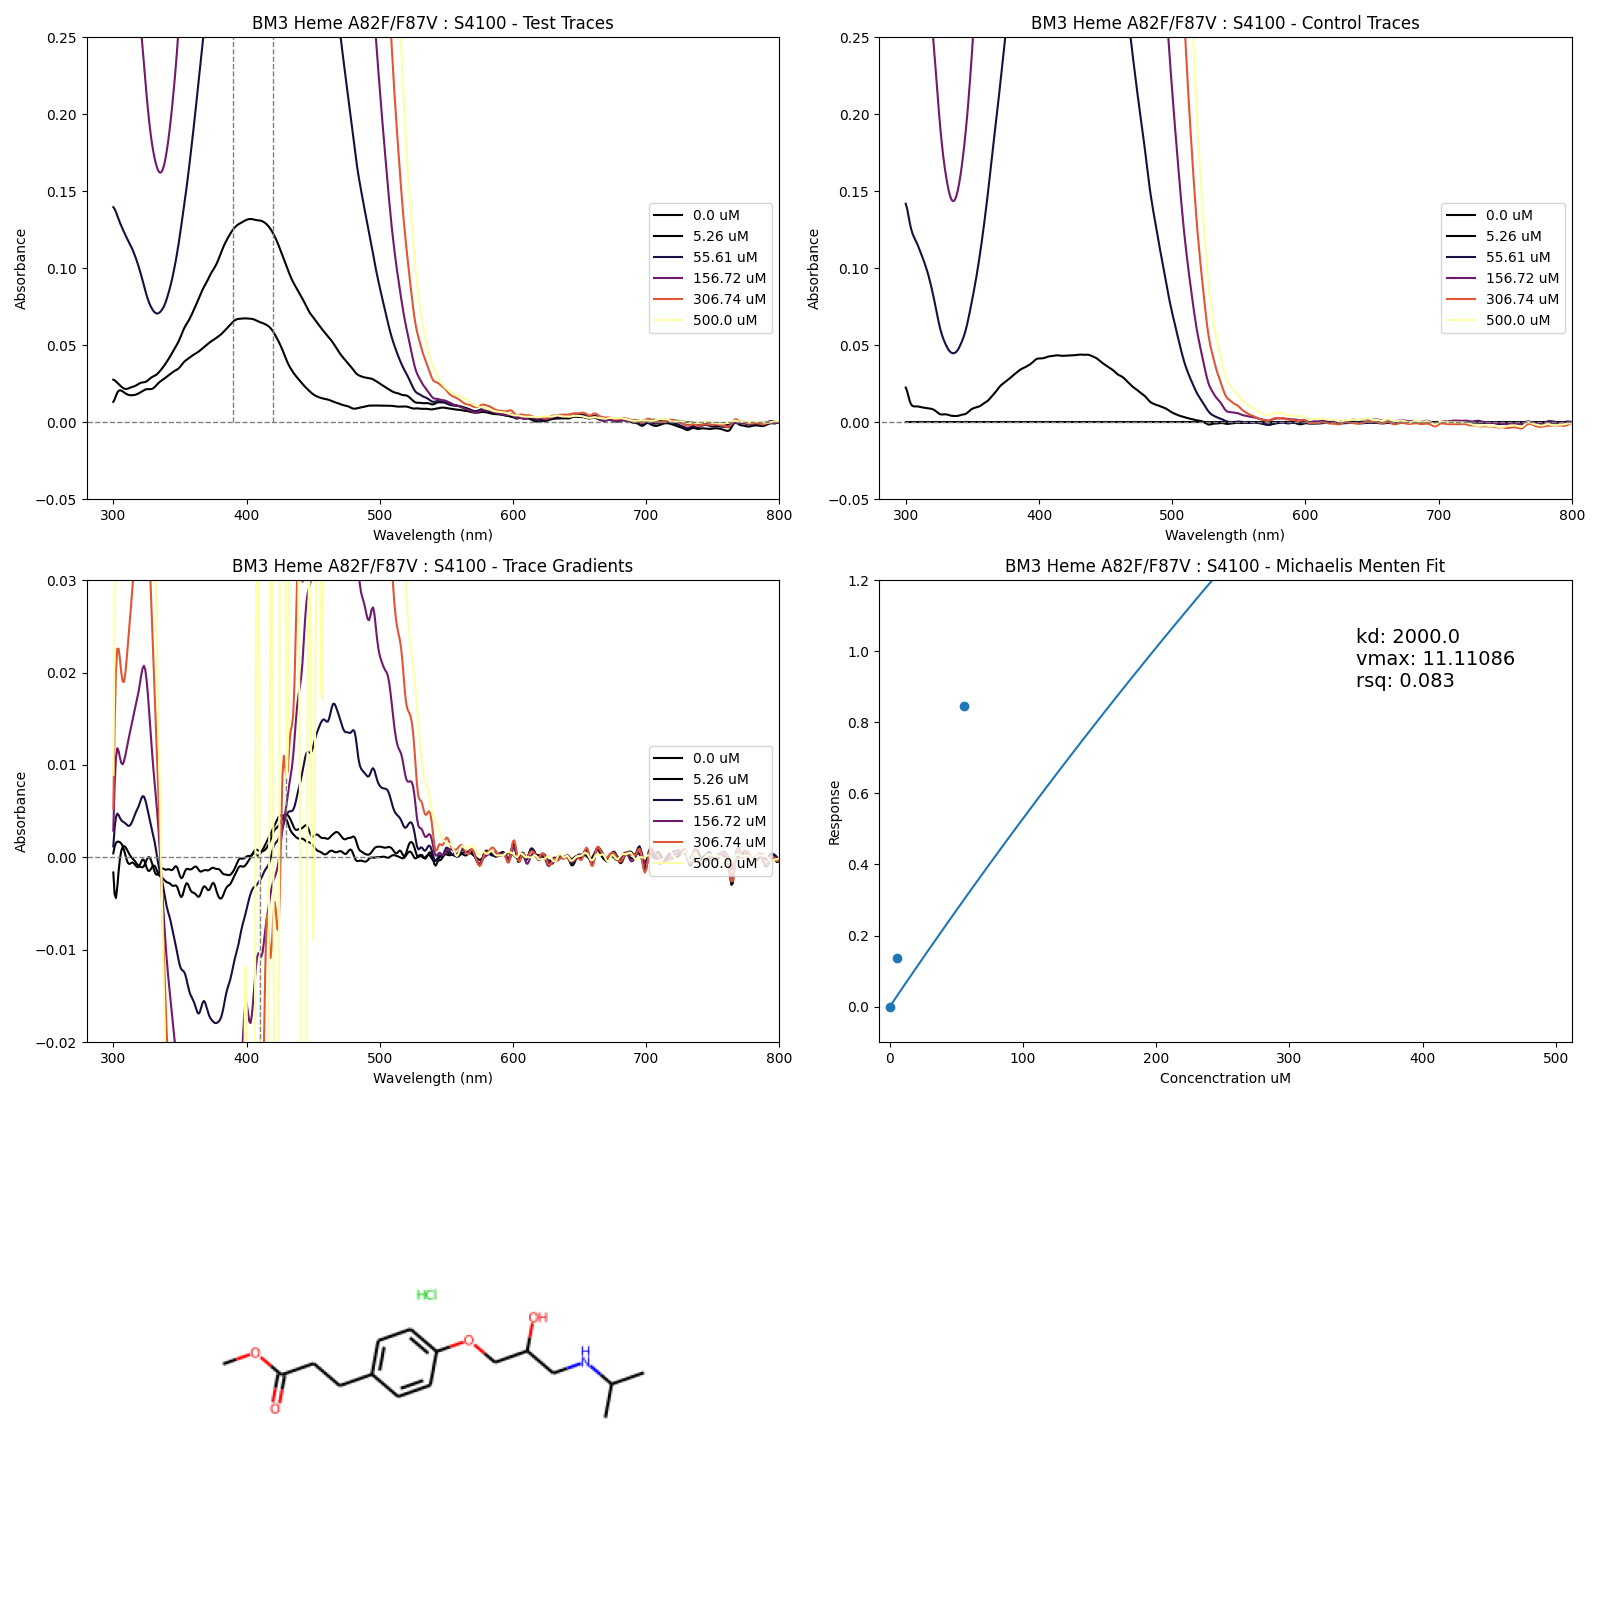 BM3 Heme A82F/F87V : S4100 - Test Traces
0.25
0.20
0.15
0.10
0.05
0.00
−0.05
Absorbance
300 400 500 600 700 800
Wavelength (nm)
0.0 uM
5.26 uM
55.61 uM
156.72 uM
306.74 uM
500.0 uM
BM3 Heme A82F/F87V : S4100 - Control Traces
0.25
0.20
0.15
0.10
0.05
0.00
−0.05
Absorbance
300 400 500 600 700 800
Wavelength (nm)
0.0 uM
5.26 uM
55.61 uM
156.72 uM
306.74 uM
500.0 uM
BM3 Heme A82F/F87V : S4100 - Trace Gradients
0.03
0.02
0.01
0.00
−0.01
−0.02
Absorbance
300 400 500 600 700 800
Wavelength (nm)
0.0 uM
5.26 uM
55.61 uM
156.72 uM
306.74 uM
500.0 uM
BM3 Heme A82F/F87V : S4100 - Michaelis Menten Fit
1.2
1.0
0.8
0.6
0.4
0.2
0.0
Response
0 100 200 300 400 500
Concenctration uM
kd: 2000.0
vmax: 11.11086
rsq: 0.083
HCl
OH
O
H
N
O
O